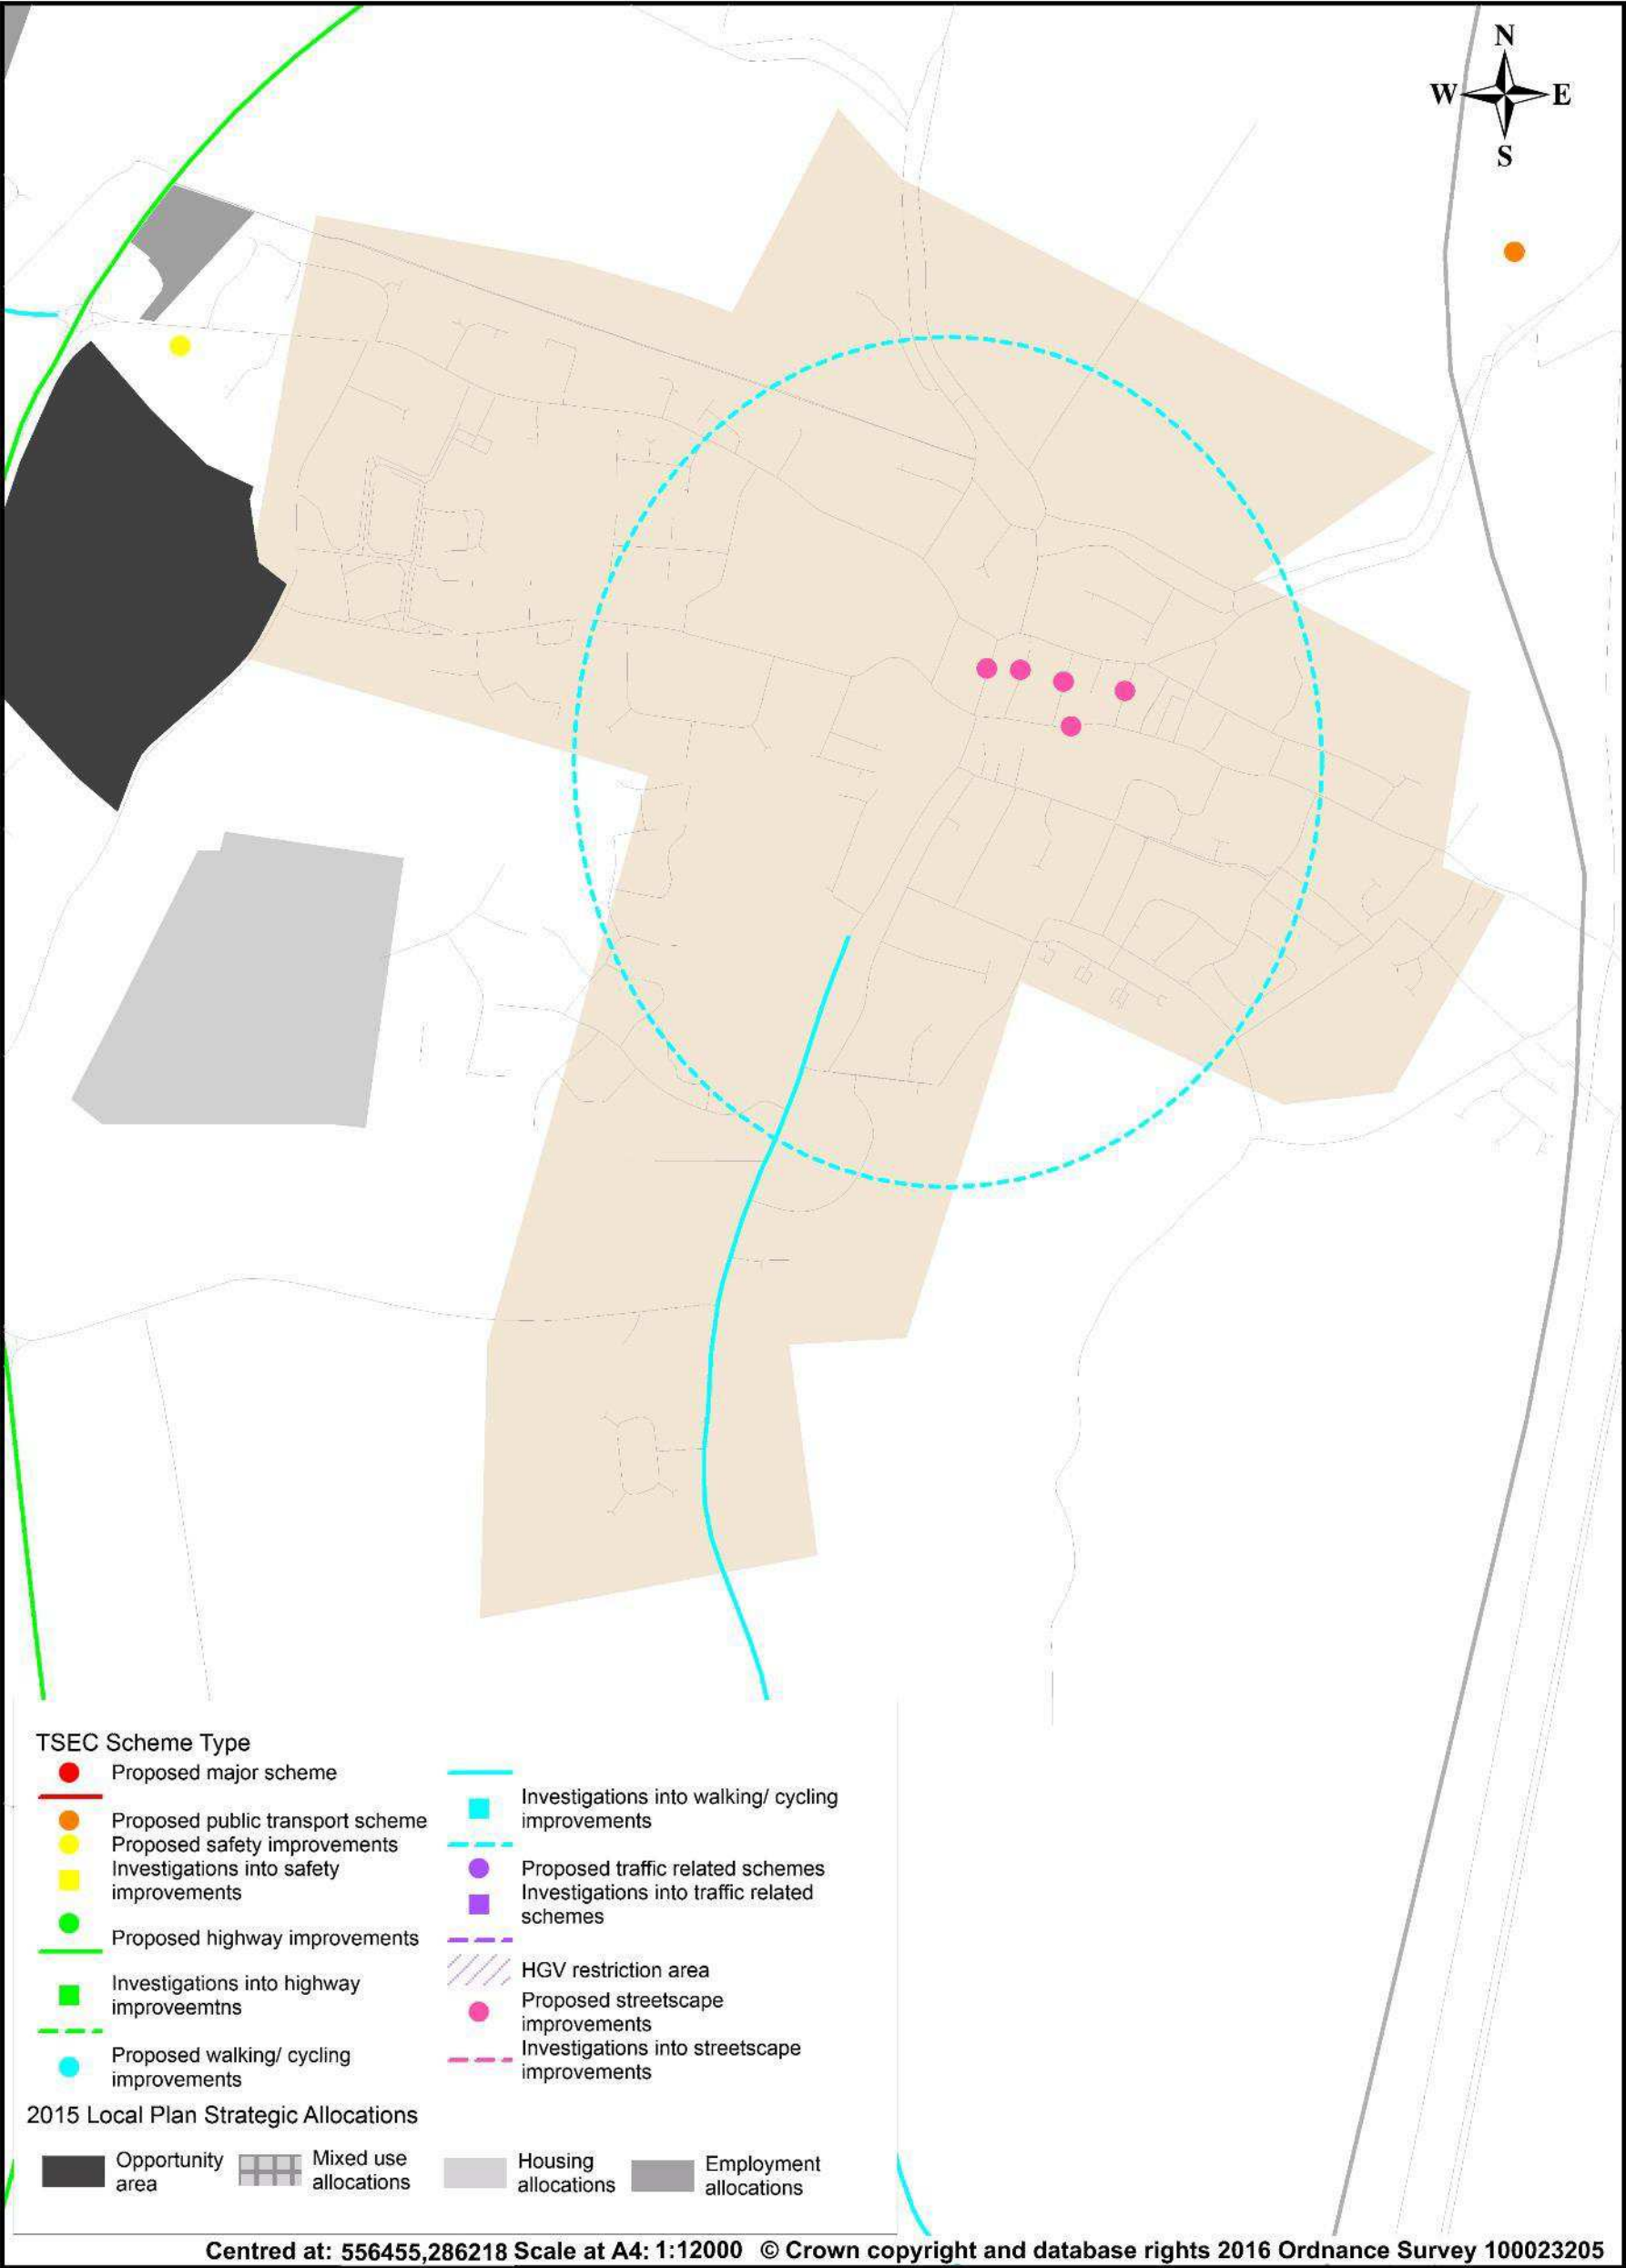 N
W E
S
TSEC Scheme Type
Proposed major scheme
Proposed public transport scheme
Proposed safety improvements
Investigations into safety
improvements
Proposed highway improvements
Investigations into highway
improveemtns
Proposed walking/ cycling
improvements
Investigations into walking/ cycling
improvements
Proposed traffic related schemes
Investigations into traffic related
schemes
HGV restriction area
Proposed streetscape
improvements
Investigations into streetscape
improvements
2015 Local Plan Strategic Allocations
Opportunity
area
Mixed use
allocations
Housing
allocations
Employment
allocations
Centred at: 556455,286218 Scale at A4: 1:12000 © Crown copyright and database rights 2016 Ordnance Survey 100023205